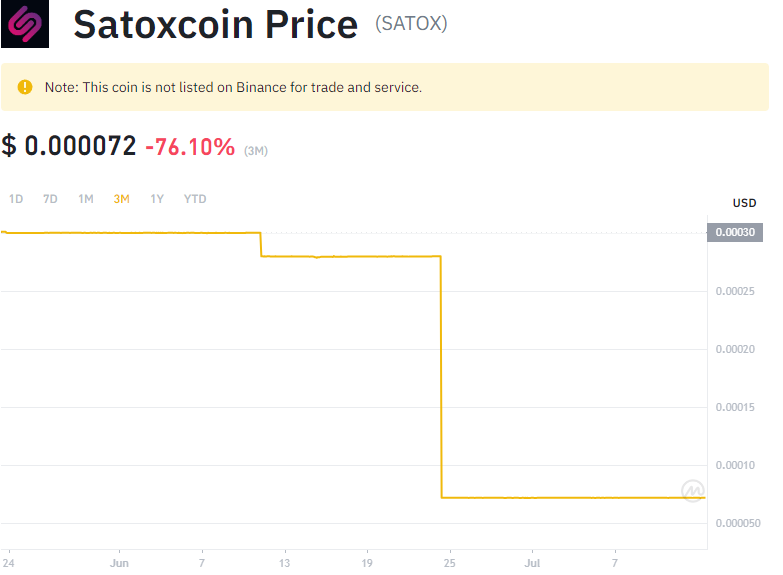 Satoxcoin Price (SATOX)
Note: This coin is not listed on Binance for trade and service.
$ 0.000072 -76.10% (3M)
1D 7D 1M 3M 1Y YTD
USD
0.00030
0.00025
0.00020
0.00015
0.00010
0.000050
24 Jun 7 13 19 25 Jul 7